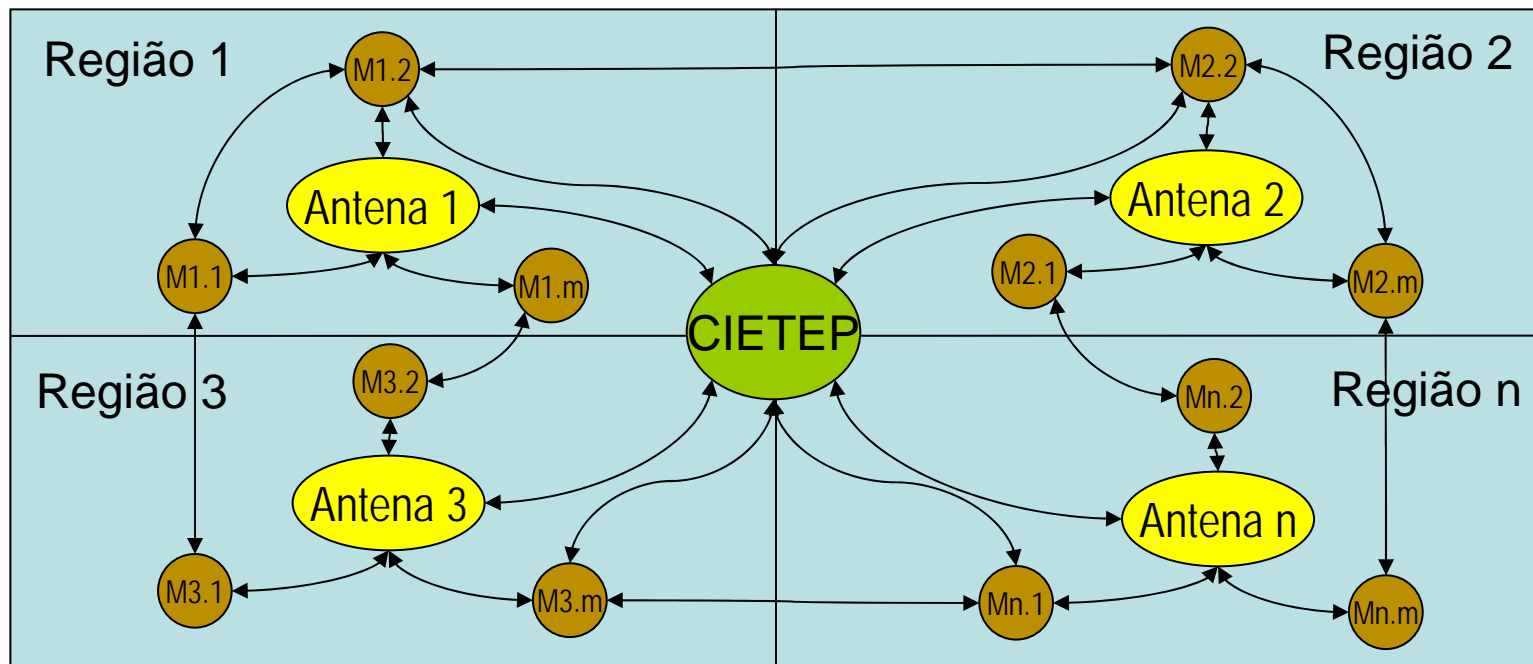 Região 1
M1.2
M2.2
Região 2
Antena 1
Antena 2
M1.1
M1.m
M2.1
M2.m
CIETEP
Região 3
M3.2
Mn.2
Região n
Antena 3
Antena n
M3.1
M3.m
Mn.1
Mn.m